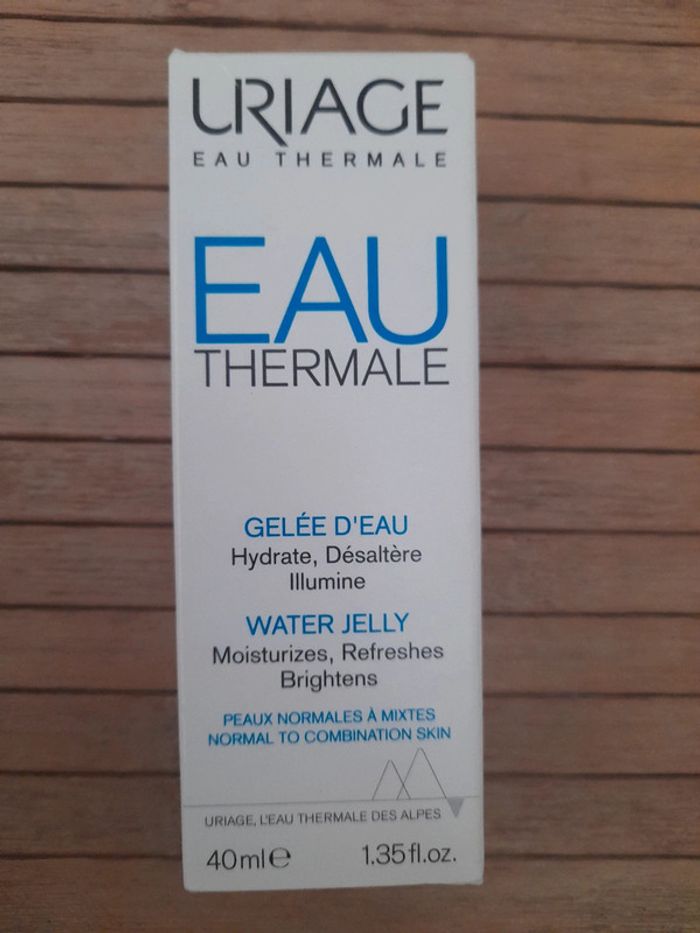 URIAGE
EAU THERMALE
EAU
THERMALE
GELÉE D'EAU
Hydrate, Désaltère
Illumine
WATER JELLY
Moisturizes, Refreshes
Brightens
PEAUX NORMALES À MIXTES
NORMAL TO COMBINATION SKIN
URIAGE, L'EAU THERMALE DES ALPES
40ml℮ 1.35fl.oz.